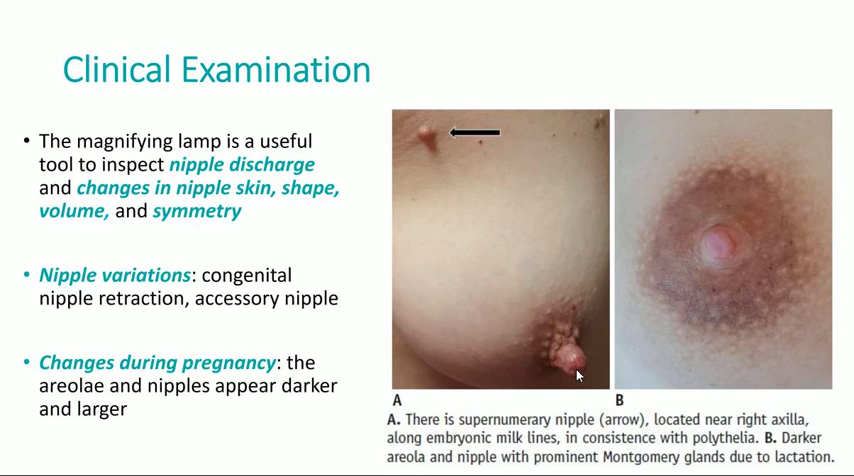 Clinical Examination
• The magnifying lamp is a useful
tool to inspect nipple discharge
and changes in nipple skin, shape,
volume, and symmetry
• Nipple variations: congenital
nipple retraction, accessory nipple
• Changes during pregnancy: the
areolae and nipples appear darker
and larger
A
B
A. There is supernumerary nipple (arrow), located near right axilla,
along embryonic milk lines, in consistence with polythelia. B. Darker
areola and nipple with prominent Montgomery glands due to lactation.